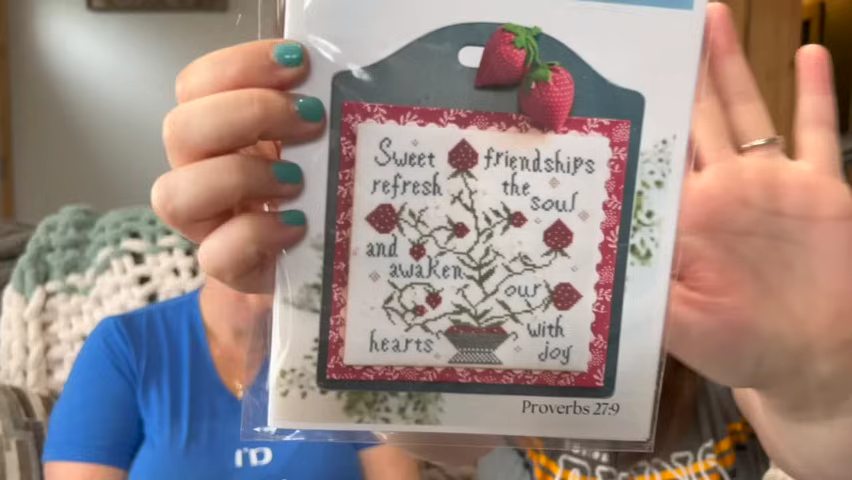 Sweet friendships
refresh the
soul
and
awaken
our
hearts with
joy
Proverbs 27:9